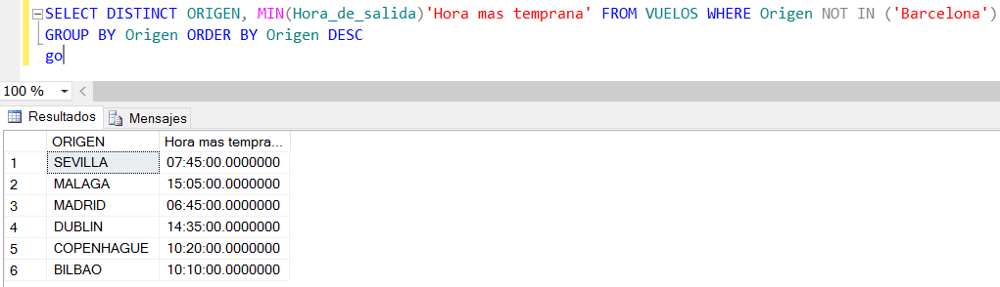 SELECT DISTINCT ORIGEN, MIN(Hora_de_salida)'Hora mas temprana' FROM VUELOS WHERE Origen NOT IN ('Barcelona')
GROUP BY Origen ORDER BY Origen DESC
go
100 %
Resultados Mensajes
ORIGEN Hora mas tempra...
1 SEVILLA 07:45:00.0000000
2 MALAGA 15:05:00.0000000
3 MADRID 06:45:00.0000000
4 DUBLIN 14:35:00.0000000
5 COPENHAGUE 10:20:00.0000000
6 BILBAO 10:10:00.0000000